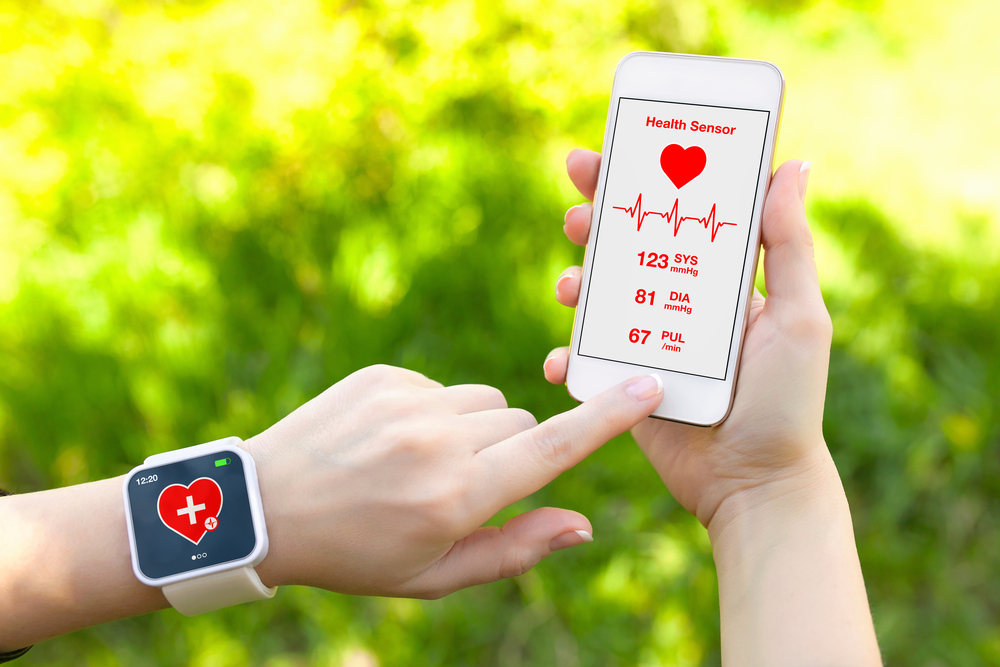 Health Sensor
123 SYS
mmHg
81 DIA
mmHg
67 PUL
/min
12:20